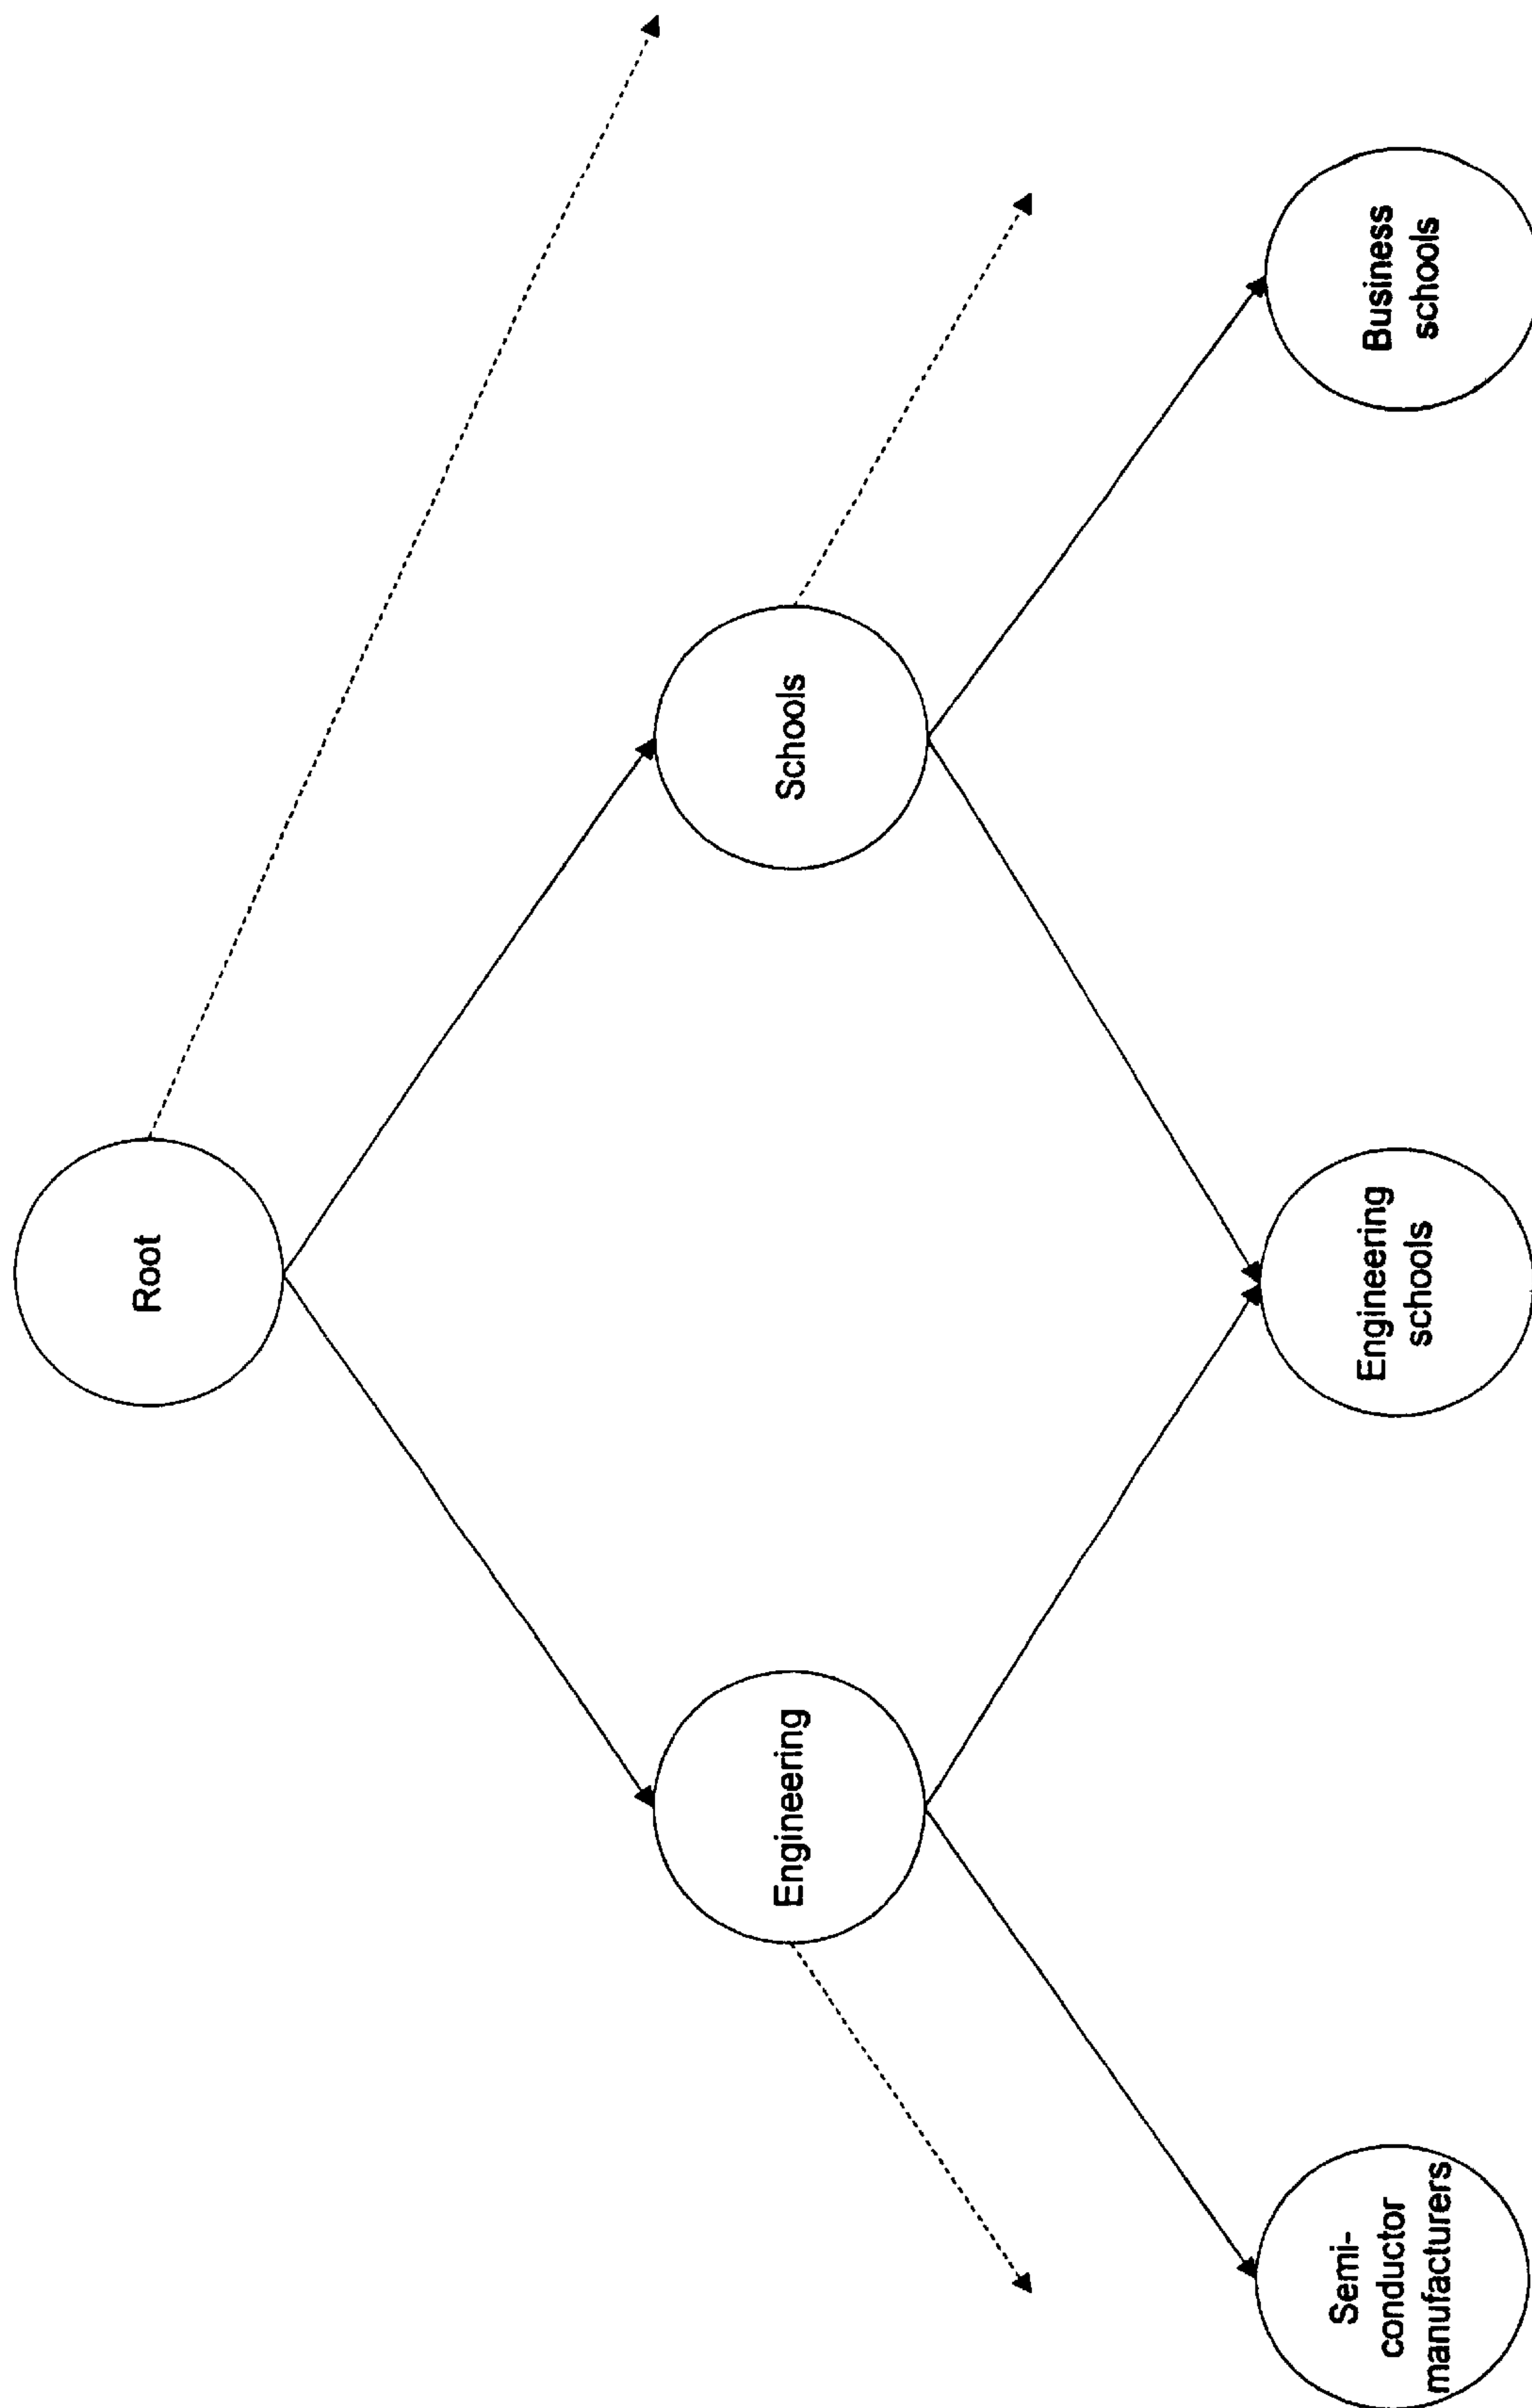 Root
Engineering
Schools
Semi-
conductor
manufacturers
Engineering
schools
Business
schools